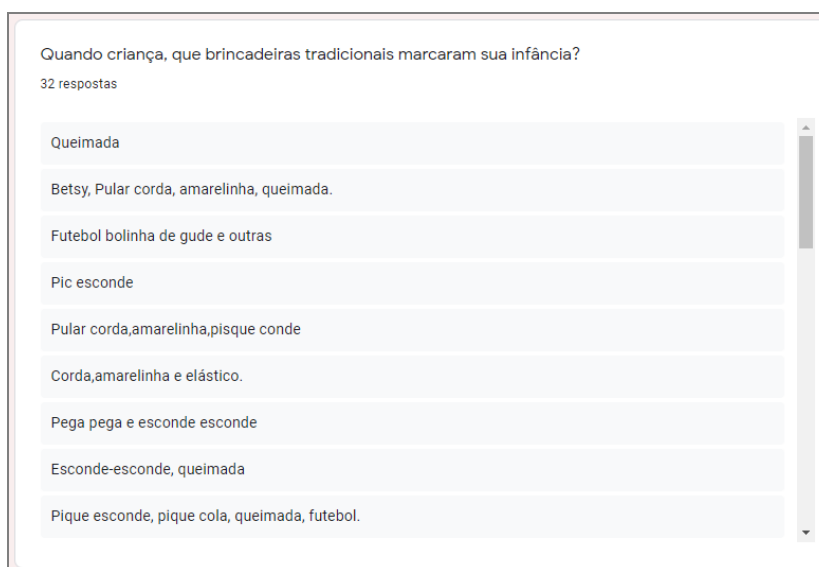 Quando criança, que brincadeiras tradicionais marcaram sua infância?
32 respostas
Queimada
Betsy, Pular corda, amarelinha, queimada.
Futebol bolinha de gude e outras
Pic esconde
Pular corda,amarelinha,pisque conde
Corda,amarelinha e elástico.
Pega pega e esconde esconde
Esconde-esconde, queimada
Pique esconde, pique cola, queimada, futebol.